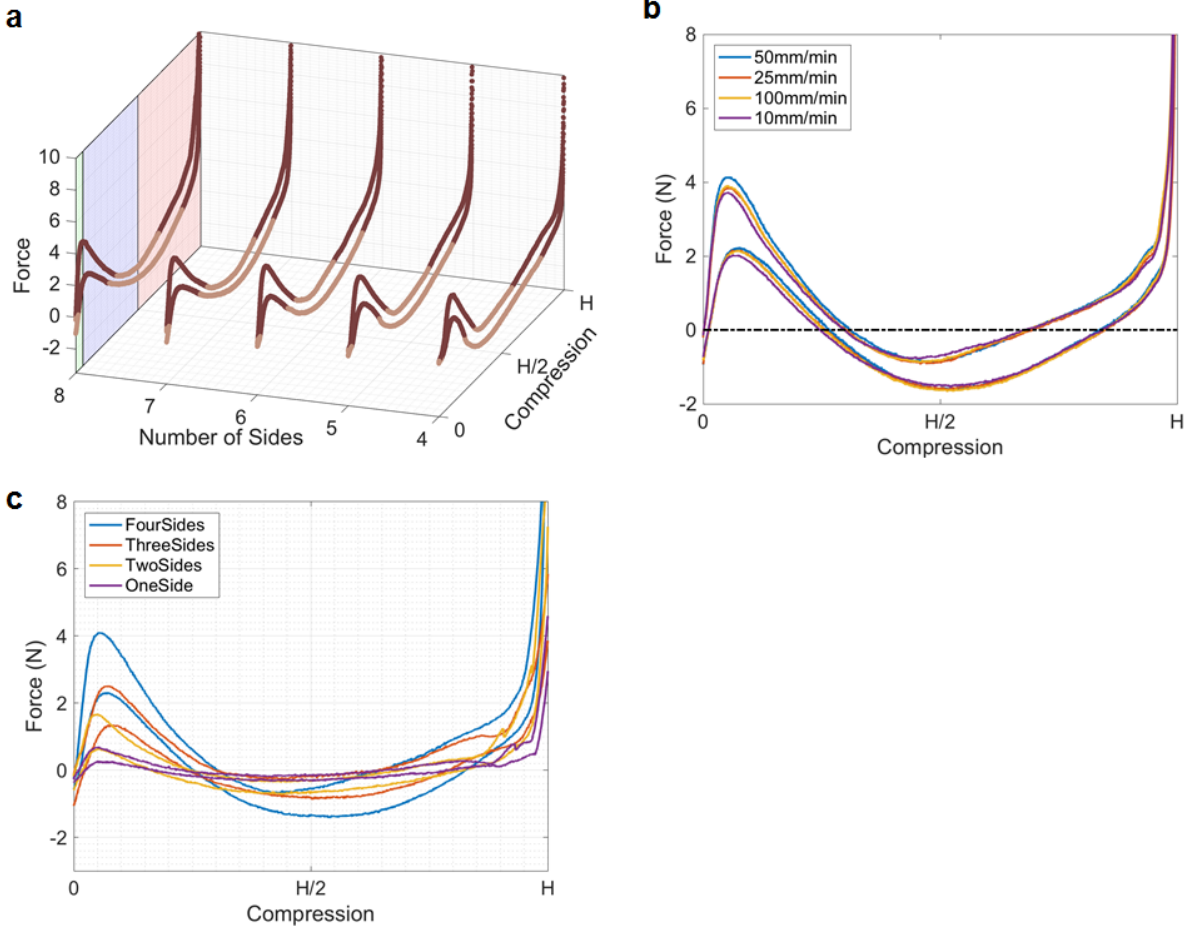 a
10
8
6
4
2
0
-2
Force
8
7
6
5
4
Number of Sides
0
H/2
H
Compression
b
8
6
4
2
0
-2
Force (N)
50mm/min
25mm/min
100mm/min
10mm/min
0
H/2
H
Compression
c
8
6
4
2
0
-2
Force (N)
FourSides
ThreeSides
TwoSides
OneSide
0
H/2
H
Compression